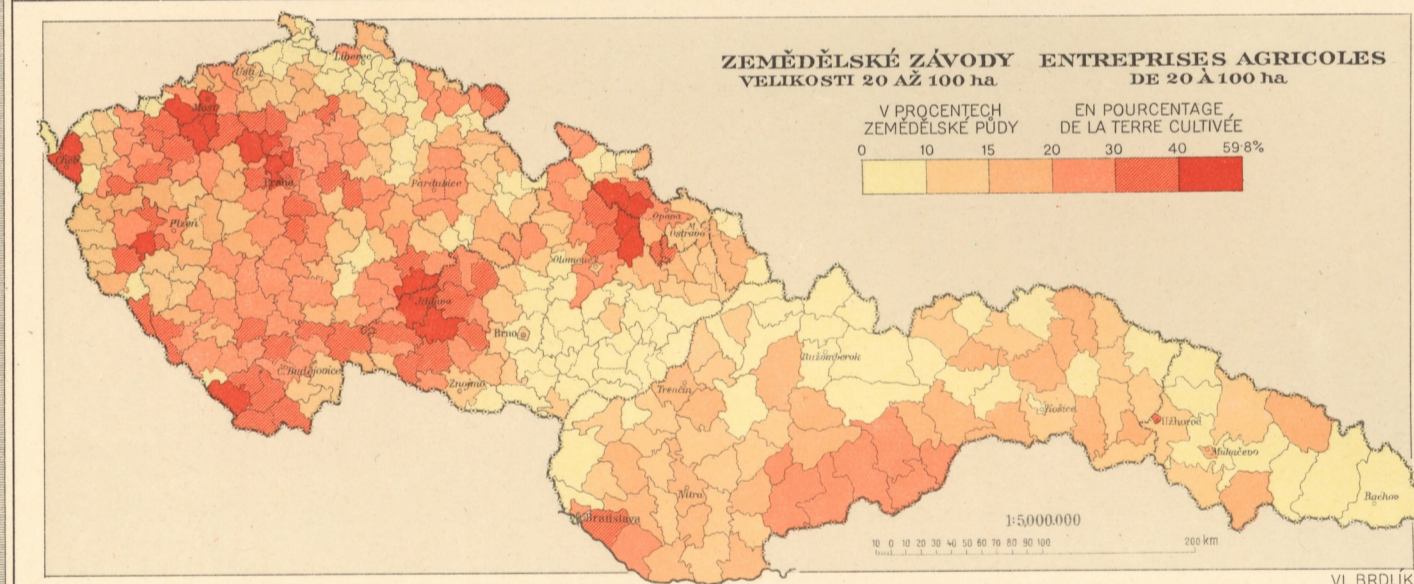 ZEMĚDĚLSKÉ ZÁVODY
VELIKOSTI 20 AŽ 100 ha
ENTREPRISES AGRICOLES
DE 20 À 100 ha
V PROCENTECH
ZEMĚDĚLSKÉ PŮDY
EN POURCENTAGE
DE LA TERRE CULTIVÉE
0 10 15 20 30 40 59·8%
Liberec
Ústí
Most
Cheb
Praha
Pardubice
Plzeň
Opava
M. Ostrava
Olomouc
Jihlava
Brno
Č. Budějovice
Znojmo
Ružomberok
Trenčín
Košice
Užhorod
Mukačevo
Nitra
Bratislava
1:5,000.000
10 0 10 20 30 40 50 60 70 80 90 100 200 km
VL. BRDLÍK